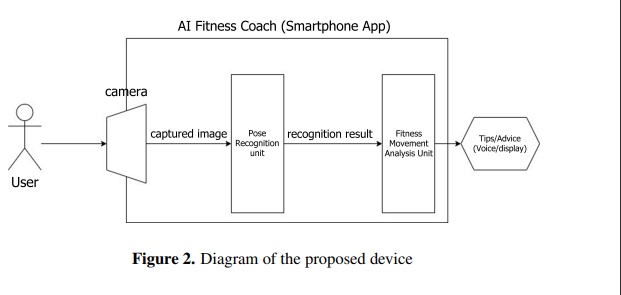 AI Fitness Coach (Smartphone App)
camera
captured image
Pose
Recognition
unit
recognition result
Fitness
Movement
Analysis Unit
Tips/Advice
(Voice/display)
User
Figure 2. Diagram of the proposed device